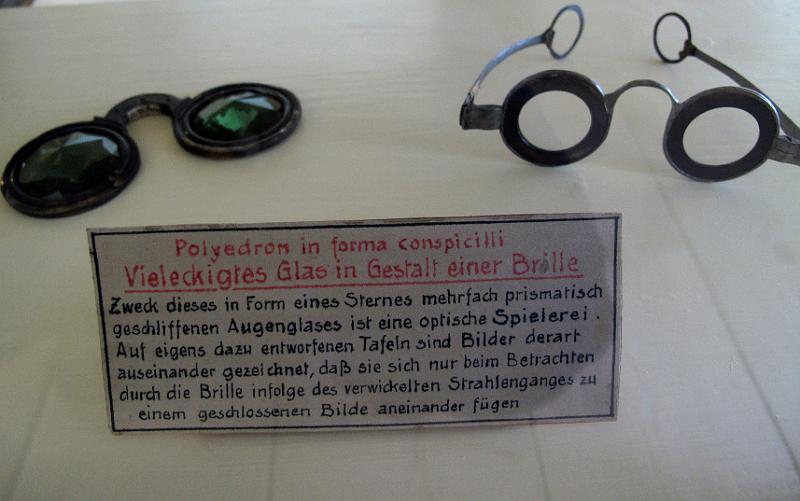 Polyedron in forma conspicilli
Vieleckigtes Glas in Gestalt einer Brille
Zweck dieses in Form eines Sternes mehrfach prismatisch
geschliffenen Augenglases ist eine optische Spielerei.
Auf eigens dazu entworfenen Tafeln sind Bilder derart
auseinander gezeichnet, daß sie sich nur beim Betrachten
durch die Brille infolge des verwickelten Strahlenganges zu
einem geschlossenen Bilde aneinander fügen